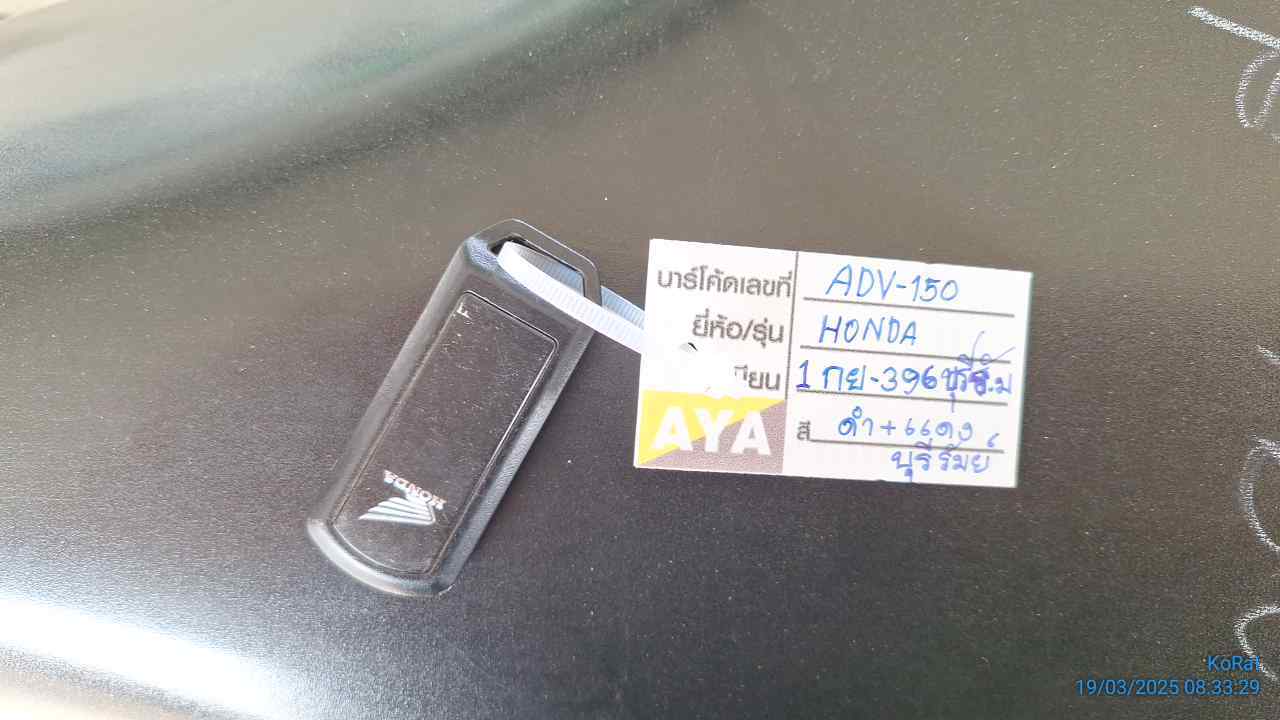 บาร์โค้ดเลขที่ ADV-150
ยี่ห้อ/รุ่น HONDA
1 กย-396
AYA
สี ดำ+แดง
บุรีรัมย์
F
HONDA
KoRat
19/03/2025 08.33.29